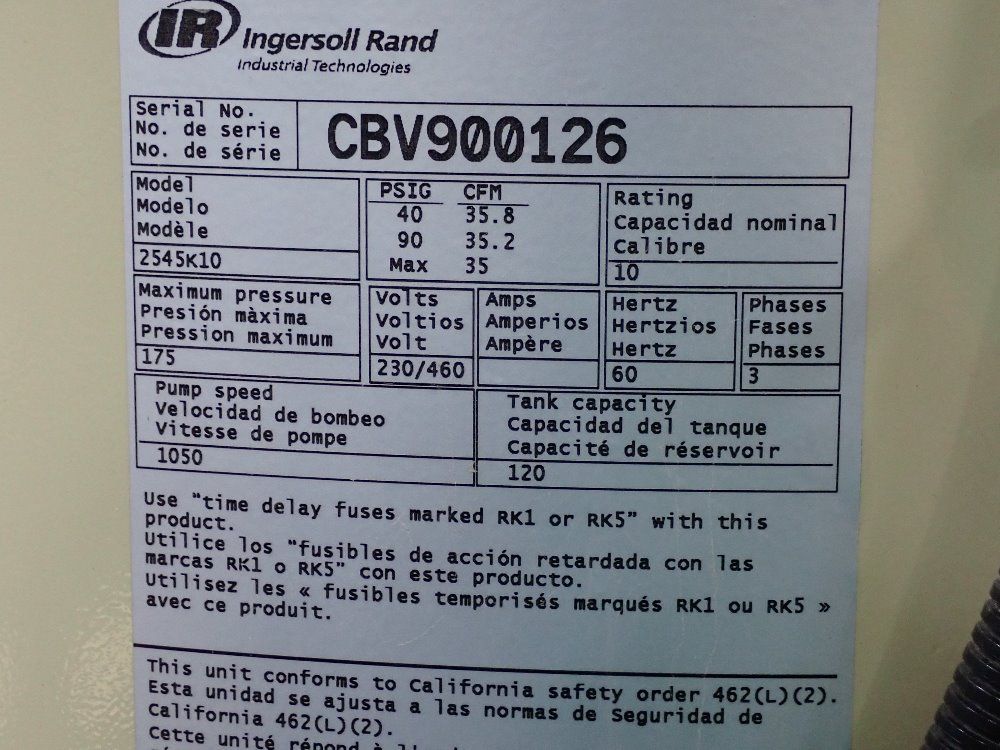 IR Ingersoll Rand
Industrial Technologies
Serial No.
No. de serie
No. de série
CBV900126
Model
Modelo
Modèle
2545K10
PSIG CFM
40 35.8
90 35.2
Max 35
Rating
Capacidad nominal
Calibre
10
Maximum pressure
Presión màxima
Pression maximum
175
Volts
Voltios
Volt
230/460
Amps
Amperios
Ampère
Hertz
Hertzios
Hertz
60
Phases
Fases
Phases
3
Pump speed
Velocidad de bombeo
Vitesse de pompe
1050
Tank capacity
Capacidad del tanque
Capacité de réservoir
120
Use "time delay fuses marked RK1 or RK5" with this
product.
Utilice los "fusibles de acción retardada con las
marcas RK1 o RK5" con este producto.
Utilisez les « fusibles temporisés marqués RK1 ou RK5 »
avec ce produit.
This unit conforms to California safety order 462(L)(2).
Esta unidad se ajusta a las normas de Seguridad de
California 462(L)(2).
Cette unité répond à